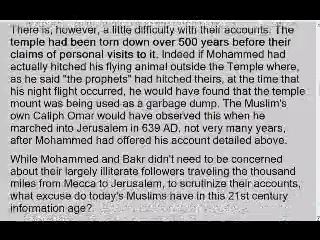 There is, however, a little difficulty with their accounts. The
temple had been torn down over 500 years before their
claims of personal visits to it. Indeed if Mohammed had
actually hitched his flying animal outside the Temple where,
as he said "the prophets" had hitched theirs, at the time that
his night flight occurred, he would have found that the temple
mount was being used as a garbage dump. The Muslim's
own Caliph Omar would have observed this when he
marched into Jerusalem in 639 AD, not very many years,
after Mohammed had offered his account detailed above.
While Mohammed and Bakr didn't need to be concerned
about their largely illiterate followers traveling the thousand
miles from Mecca to Jerusalem, to scrutinize their accounts,
what excuse do today's Muslims have in this 21st century
information age?